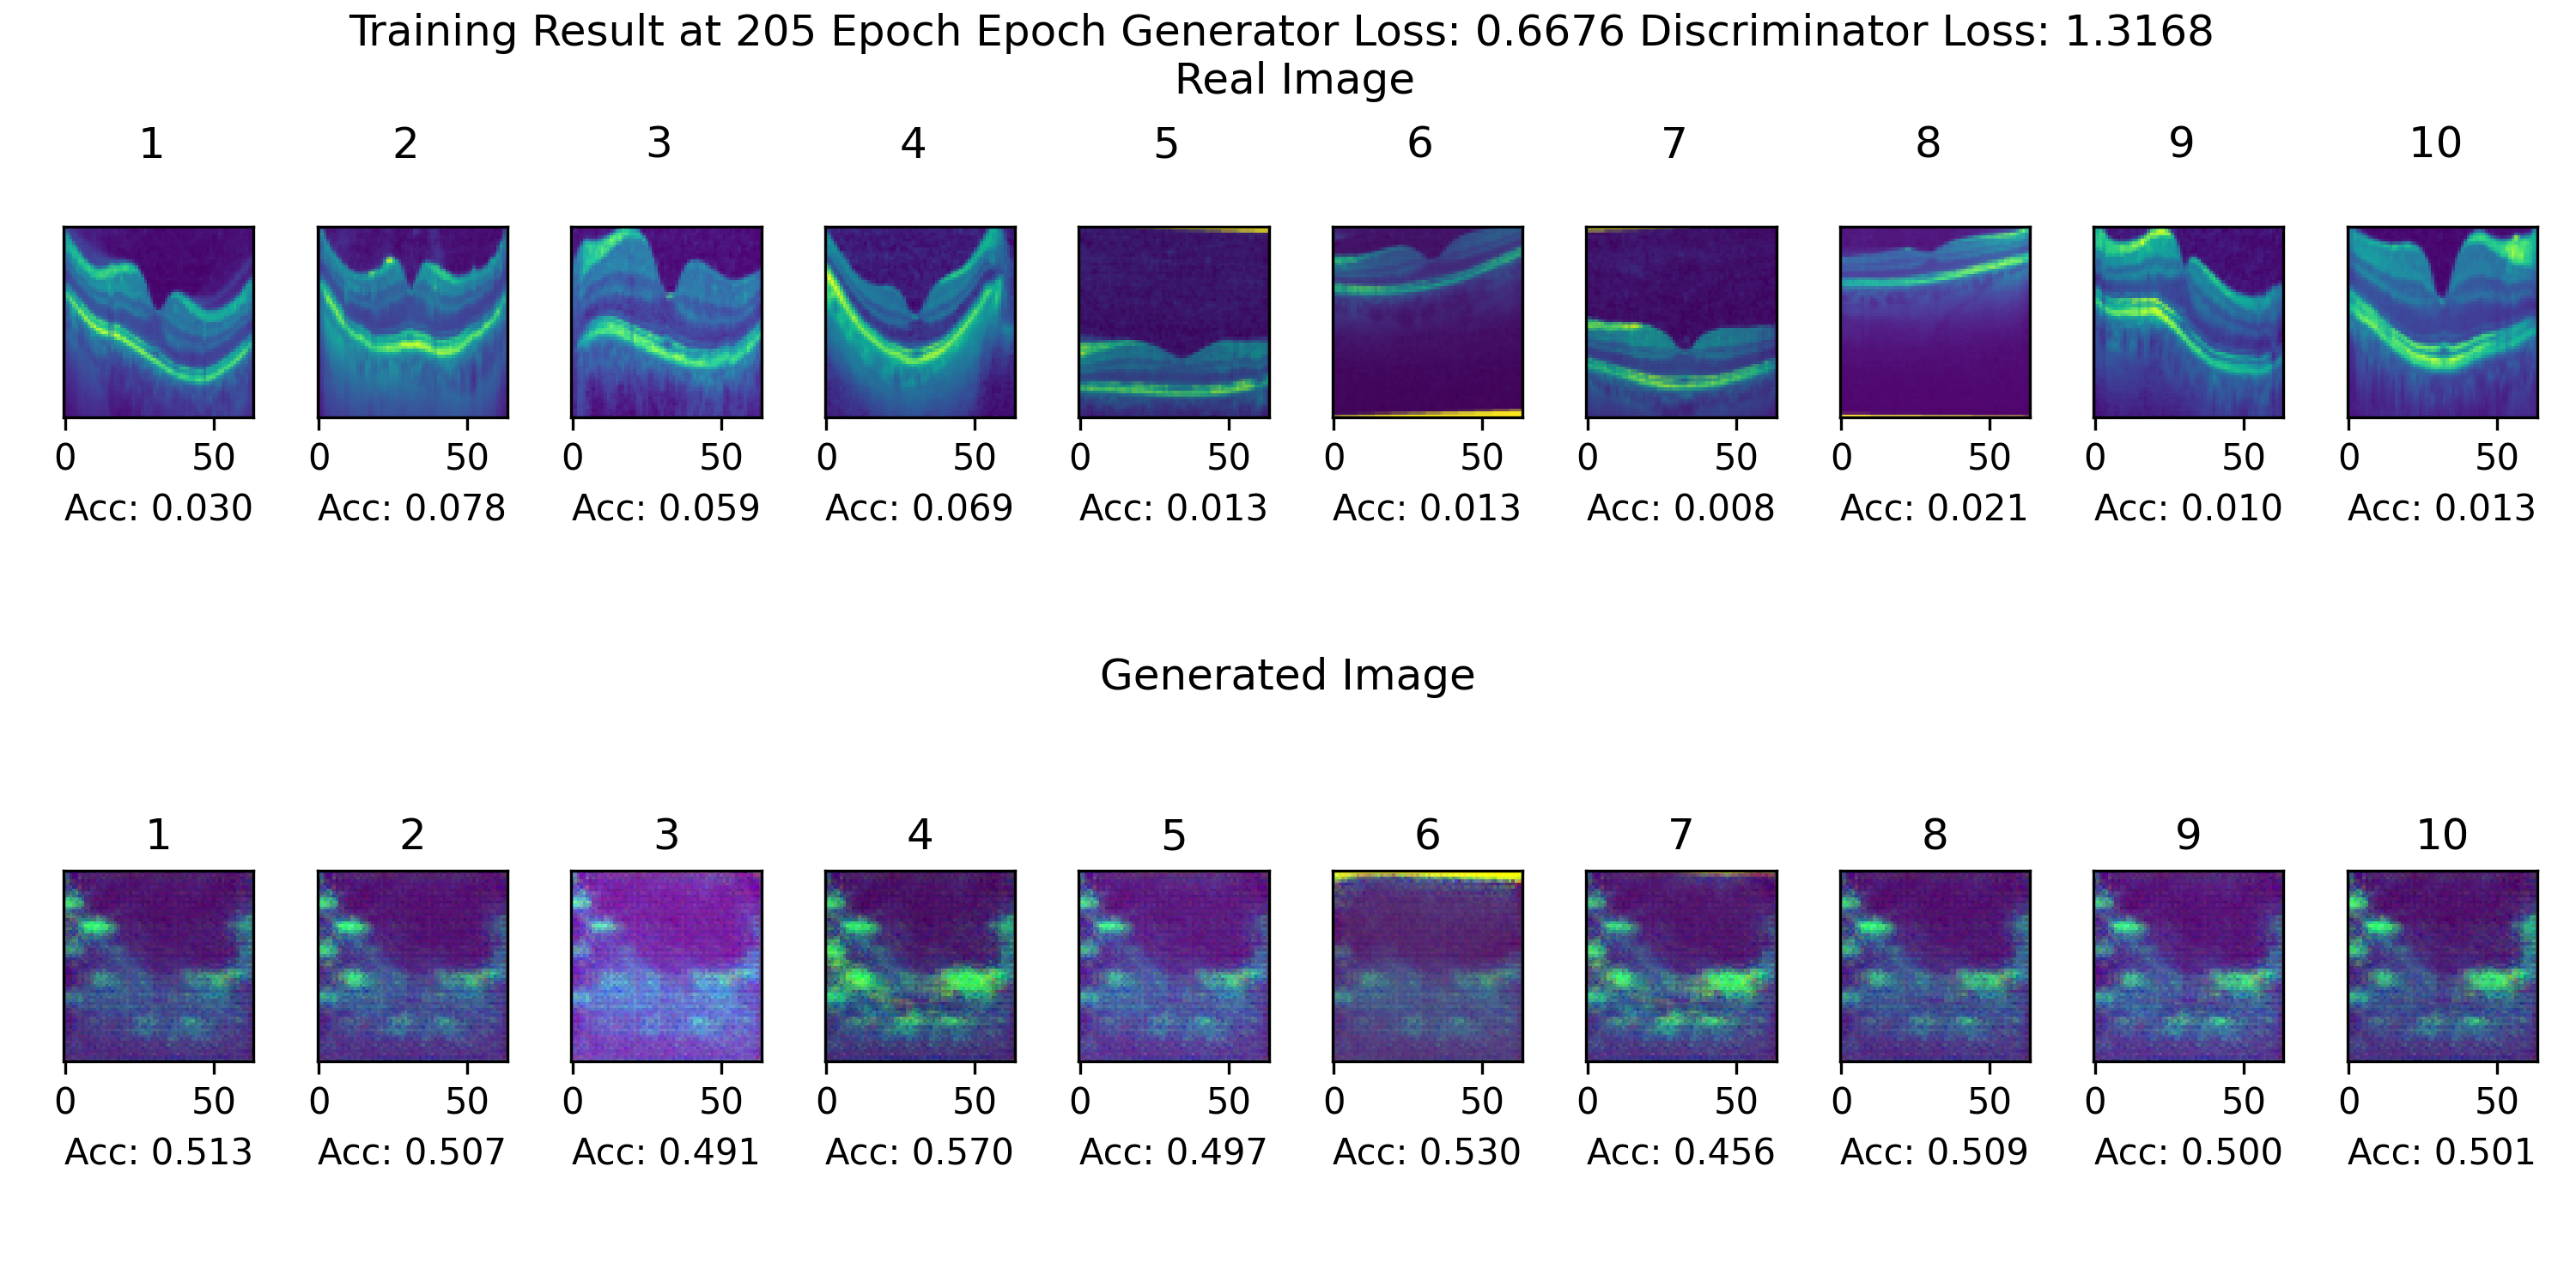 Training Result at 205 Epoch Epoch Generator Loss: 0.6676 Discriminator Loss: 1.3168
Real Image
1 2 3 4 5 6 7 8 9 10
0 50 0 50 0 50 0 50 0 50 0 50 0 50 0 50 0 50 0 50
Acc: 0.030 Acc: 0.078 Acc: 0.059 Acc: 0.069 Acc: 0.013 Acc: 0.013 Acc: 0.008 Acc: 0.021 Acc: 0.010 Acc: 0.013
Generated Image
1 2 3 4 5 6 7 8 9 10
0 50 0 50 0 50 0 50 0 50 0 50 0 50 0 50 0 50 0 50
Acc: 0.513 Acc: 0.507 Acc: 0.491 Acc: 0.570 Acc: 0.497 Acc: 0.530 Acc: 0.456 Acc: 0.509 Acc: 0.500 Acc: 0.501